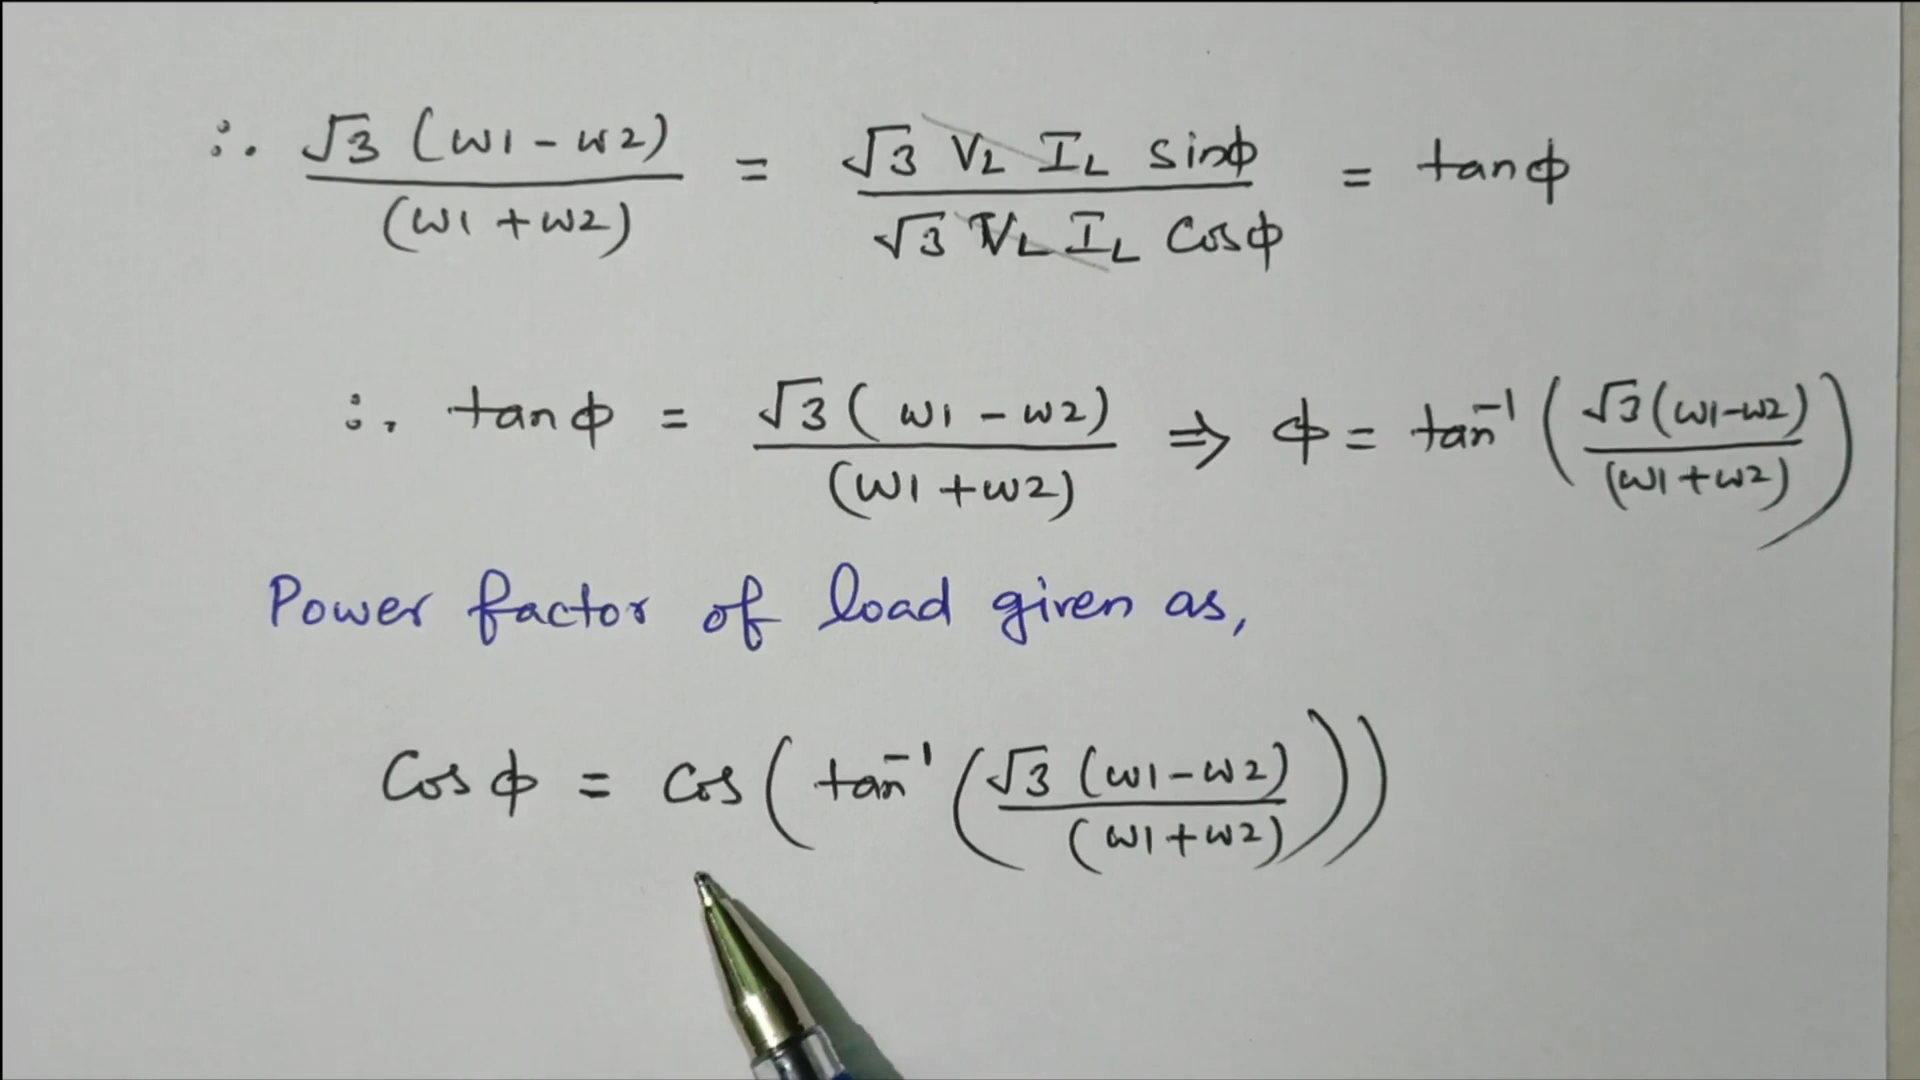 ∴ √3 (W1 - W2) / (W1 + W2) = √3 VL IL sinϕ / √3 VL IL Cosϕ = tanϕ
∴ tanϕ = √3 (W1 - W2) / (W1 + W2) ⇒ ϕ = tan⁻¹ (√3 (W1-W2) / (W1+W2))
Power factor of load given as,
Cosϕ = Cos(tan⁻¹ (√3 (W1-W2) / (W1+W2)))